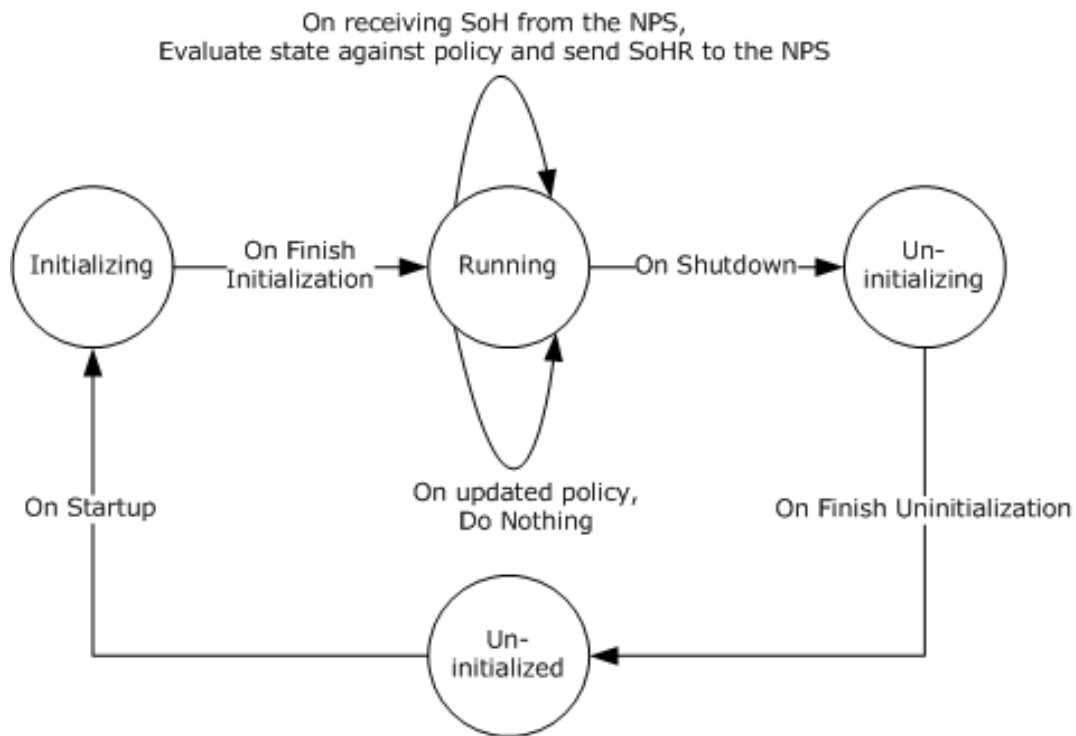 On receiving SoH from the NPS,
Evaluate state against policy and send SoHR to the NPS
Initializing
On Finish
Initialization
Running
On Shutdown
Un-
initializing
On Startup
On updated policy,
Do Nothing
On Finish Uninitialization
Un-
initialized